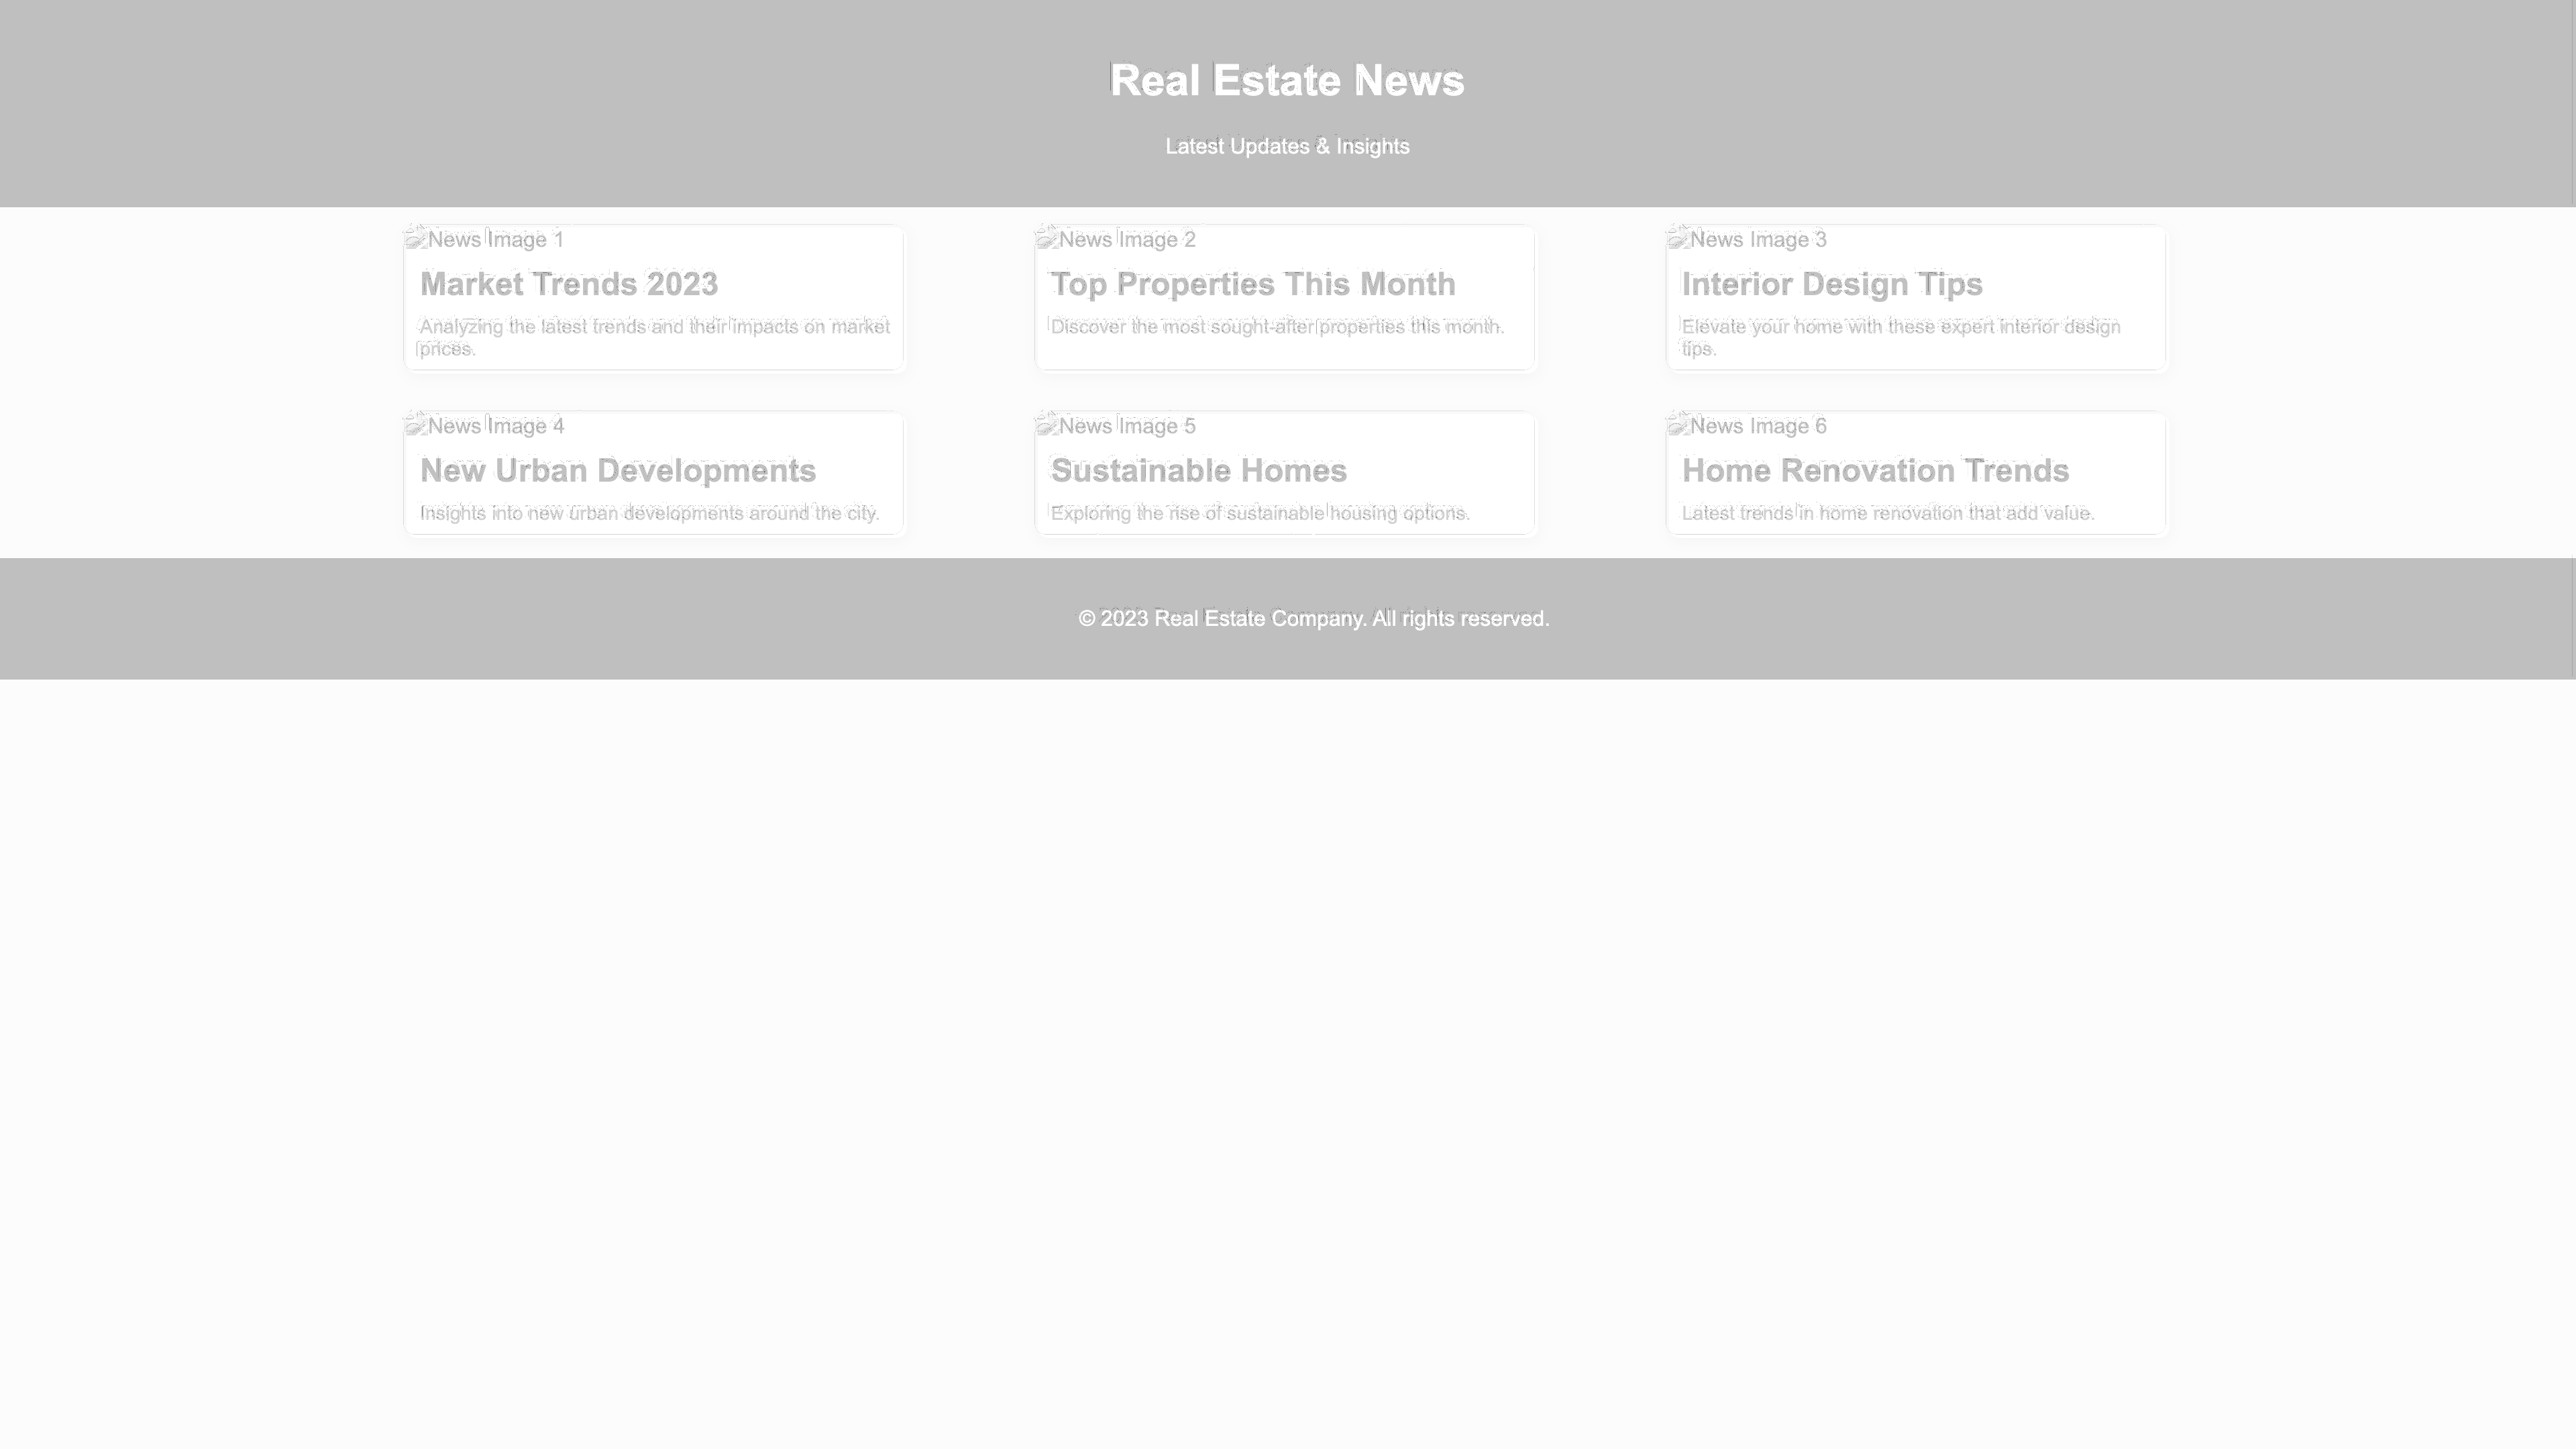 Real Estate News
Latest Updates & Insights
News Image 1
Market Trends 2023
Analyzing the latest trends and their impacts on market
prices.
News Image 2
Top Properties This Month
Discover the most sought-after properties this month.
News Image 3
Interior Design Tips
Elevate your home with these expert interior design
tips.
News Image 4
New Urban Developments
Insights into new urban developments around the city.
News Image 5
Sustainable Homes
Exploring the rise of sustainable housing options.
News Image 6
Home Renovation Trends
Latest trends in home renovation that add value.
© 2023 Real Estate Company. All rights reserved.